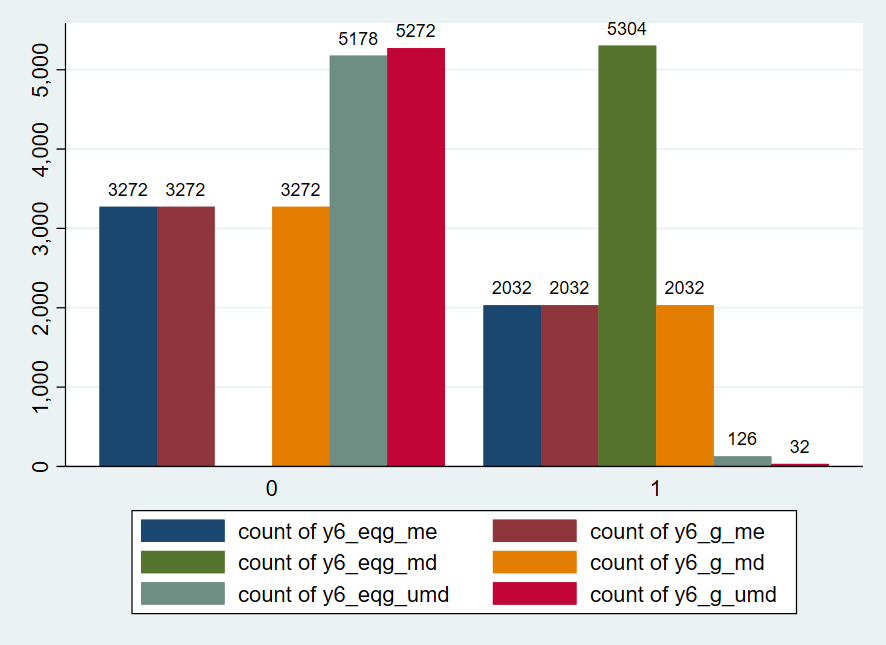 5304
5178 5272
5,000
4,000
3272 3272 3272
3,000
2032 2032 2032
2,000
1,000
126 32
0
0 1
count of y6_eqg_me count of y6_g_me
count of y6_eqg_md count of y6_g_md
count of y6_eqg_umd count of y6_g_umd